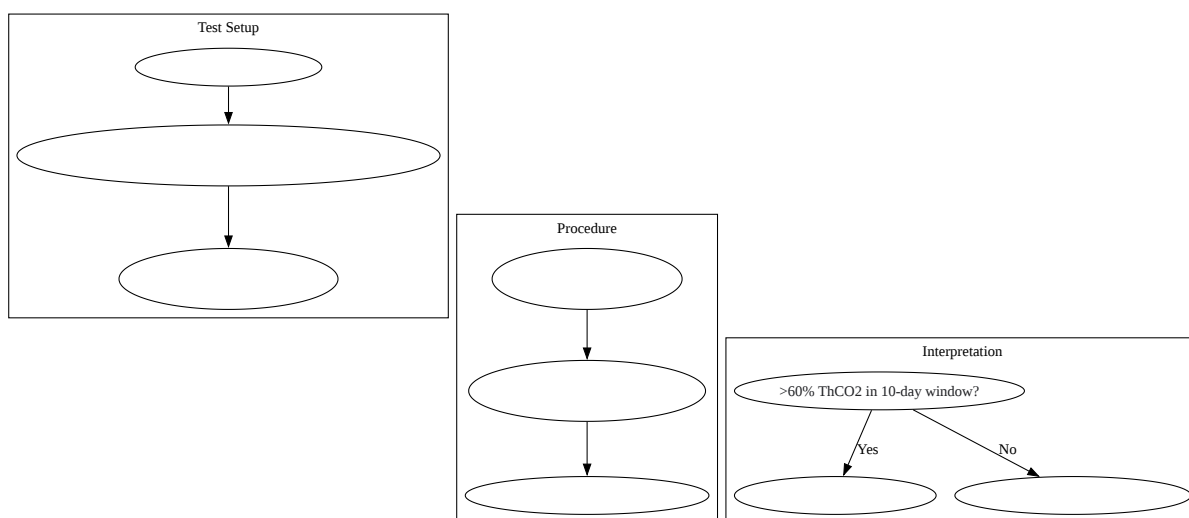 Test Setup
Procedure
Interpretation
>60% ThCO2 in 10-day window?
Yes
No